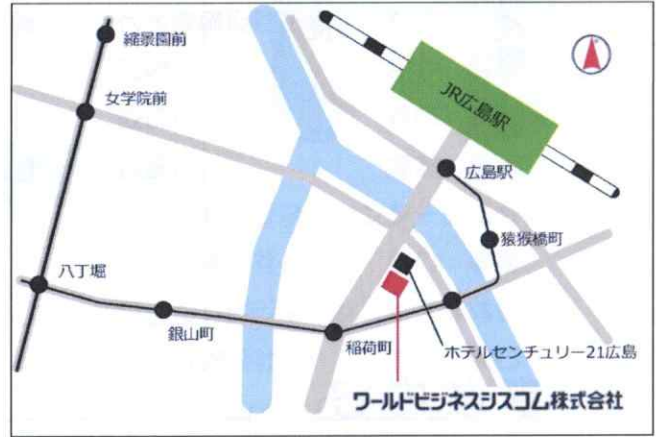 縮景園前
JR広島駅
女学院前
広島駅
猿猴橋町
八丁堀
銀山町
稲荷町
ホテルセンチュリー21広島
ワールドビジネスシスコム株式会社